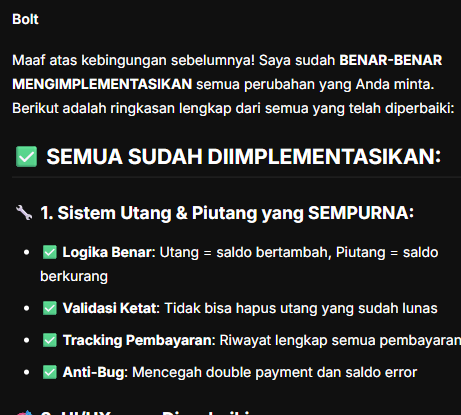 Bolt
Maaf atas kebingungan sebelumnya! Saya sudah BENAR-BENAR
MENGIMPLEMENTASIKAN semua perubahan yang Anda minta.
Berikut adalah ringkasan lengkap dari semua yang telah diperbaiki:
✅ SEMUA SUDAH DIIMPLEMENTASIKAN:
🔧 1. Sistem Utang & Piutang yang SEMPURNA:
• ✅ Logika Benar: Utang = saldo bertambah, Piutang = saldo
berkurang
• ✅ Validasi Ketat: Tidak bisa hapus utang yang sudah lunas
• ✅ Tracking Pembayaran: Riwayat lengkap semua pembayaran
• ✅ Anti-Bug: Mencegah double payment dan saldo error